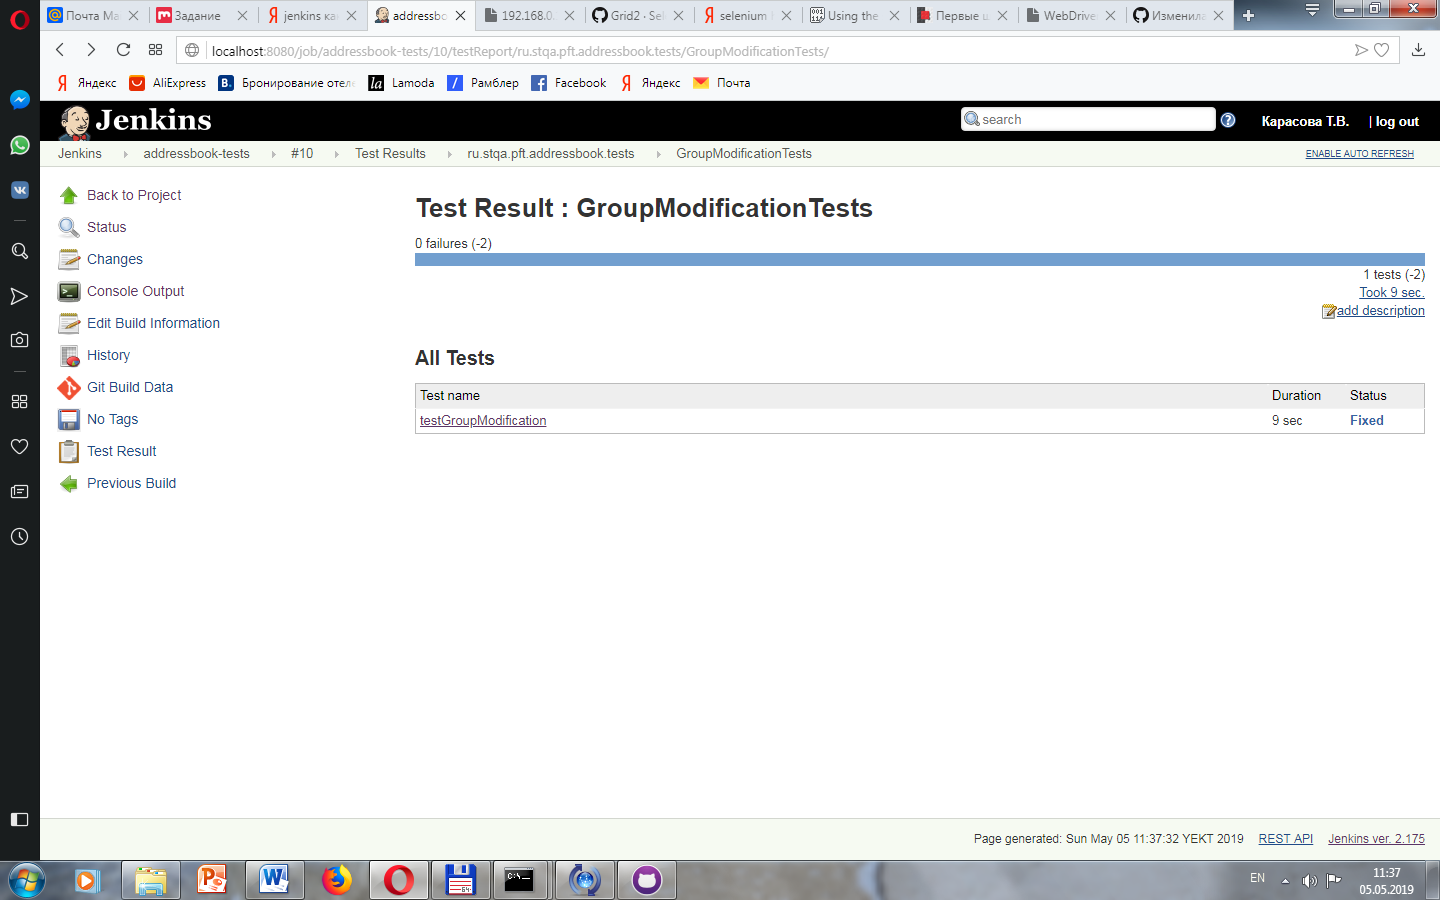 Почта Ма
Задание
jenkins ка
addressbo
192.168.0.
Grid2 · Sel
selenium h
Using the
Первые ш
WebDrive
Изменила
localhost:8080/job/addressbook-tests/10/testReport/ru.stqa.pft.addressbook.tests/GroupModificationTests/
Яндекс
AliExpress
Бронирование отеле
Lamoda
Рамблер
Facebook
Яндекс
Почта
Jenkins
search
Карасова Т.В.
| log out
Jenkins
addressbook-tests
#10
Test Results
ru.stqa.pft.addressbook.tests
GroupModificationTests
ENABLE AUTO REFRESH
Back to Project
Status
Changes
Console Output
Edit Build Information
History
Git Build Data
No Tags
Test Result
Previous Build
Test Result : GroupModificationTests
0 failures (-2)
1 tests (-2)
Took 9 sec.
add description
All Tests
Test name Duration Status
testGroupModification 9 sec Fixed
Page generated: Sun May 05 11:37:32 YEKT 2019 REST API Jenkins ver. 2.175
EN
11:37
05.05.2019